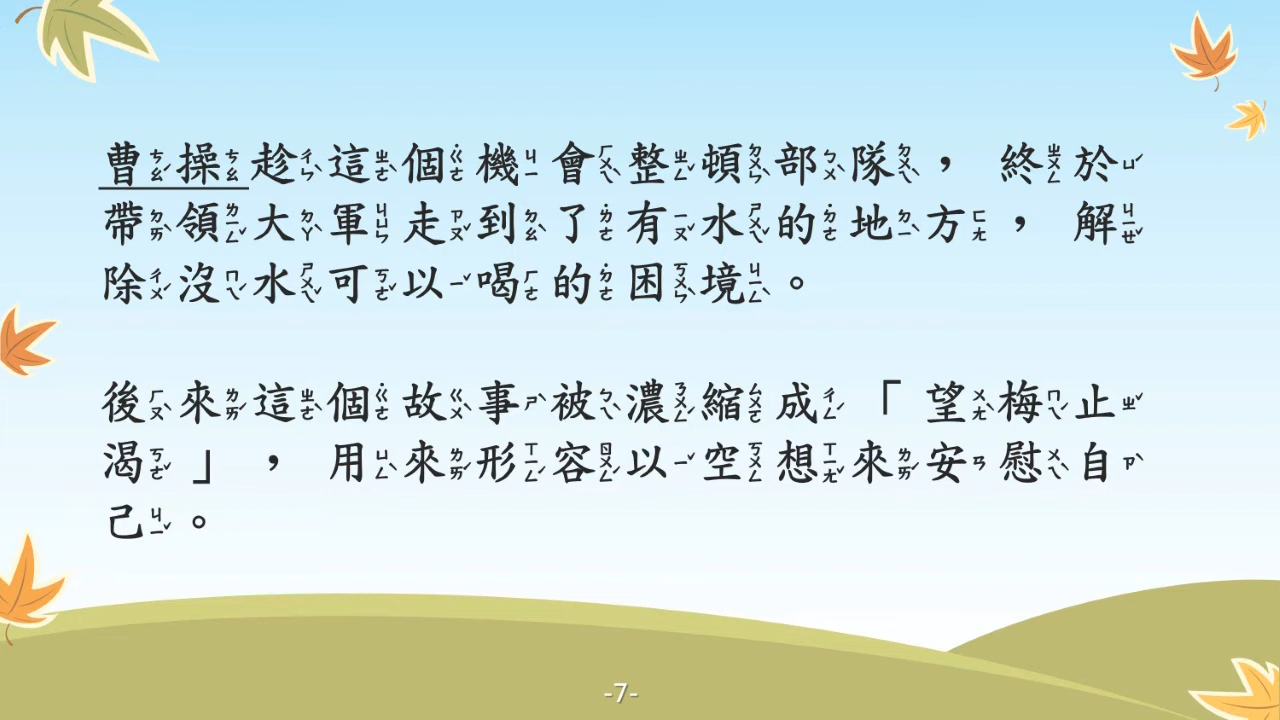 曹操趁這個機會整頓部隊，終於
帶領大軍走到了有水的地方，解
除沒水可以喝的困境。
後來這個故事被濃縮成「望梅止
渴」，用來形容以空想來安慰自
己。
-7-